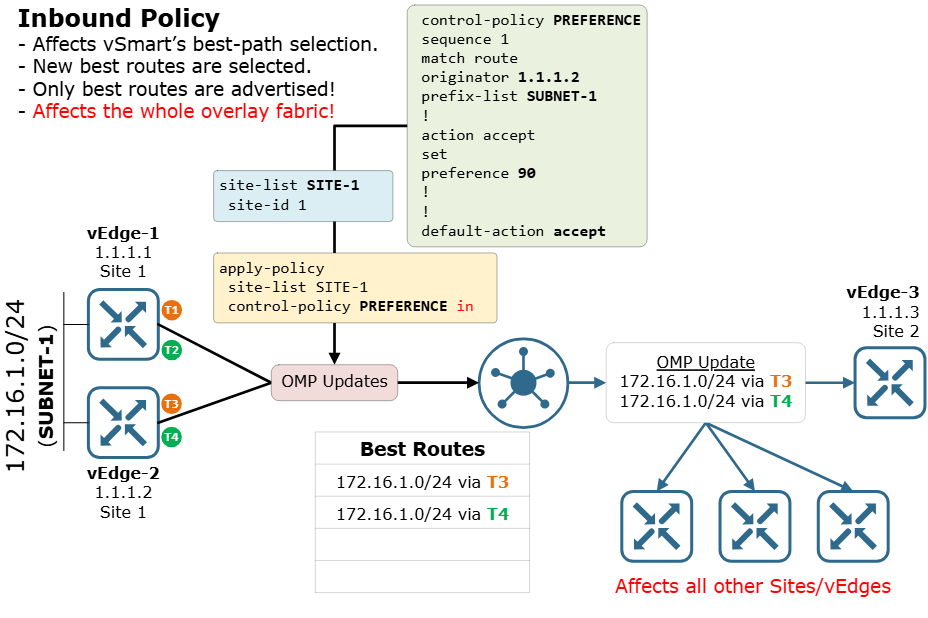 Inbound Policy
- Affects vSmart’s best-path selection.
- New best routes are selected.
- Only best routes are advertised!
- Affects the whole overlay fabric!
control-policy PREFERENCE
sequence 1
match route
originator 1.1.1.2
prefix-list SUBNET-1
!
action accept
set
preference 90
!
!
default-action accept
site-list SITE-1
site-id 1
apply-policy
site-list SITE-1
control-policy PREFERENCE in
vEdge-1
1.1.1.1
Site 1
T1
T2
172.16.1.0/24
(SUBNET-1)
T3
T4
vEdge-2
1.1.1.2
Site 1
OMP Updates
Best Routes
172.16.1.0/24 via T3
172.16.1.0/24 via T4
OMP Update
172.16.1.0/24 via T3
172.16.1.0/24 via T4
vEdge-3
1.1.1.3
Site 2
Affects all other Sites/vEdges